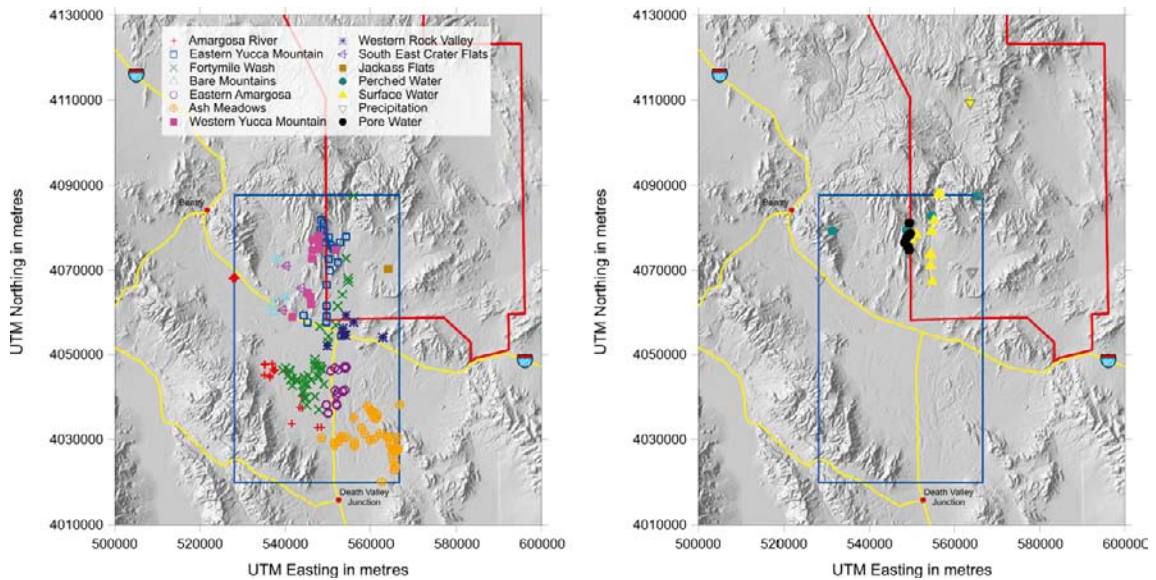 4130000
4110000
4090000
4070000
4050000
4030000
4010000
UTM Northing in metres
500000 520000 540000 560000 580000 600000
UTM Easting in metres
Amargosa River
Eastern Yucca Mountain
Fortymile Wash
Bare Mountains
Eastern Amargosa
Ash Meadows
Western Yucca Mountain
Western Rock Valley
South East Crater Flats
Jackass Flats
Perched Water
Surface Water
Precipitation
Pore Water
Beatty
Death Valley
Junction
4130000
4110000
4090000
4070000
4050000
4030000
4010000
UTM Northing in metres
500000 520000 540000 560000 580000 600000
UTM Easting in metres
Beatty
Death Valley
Junction